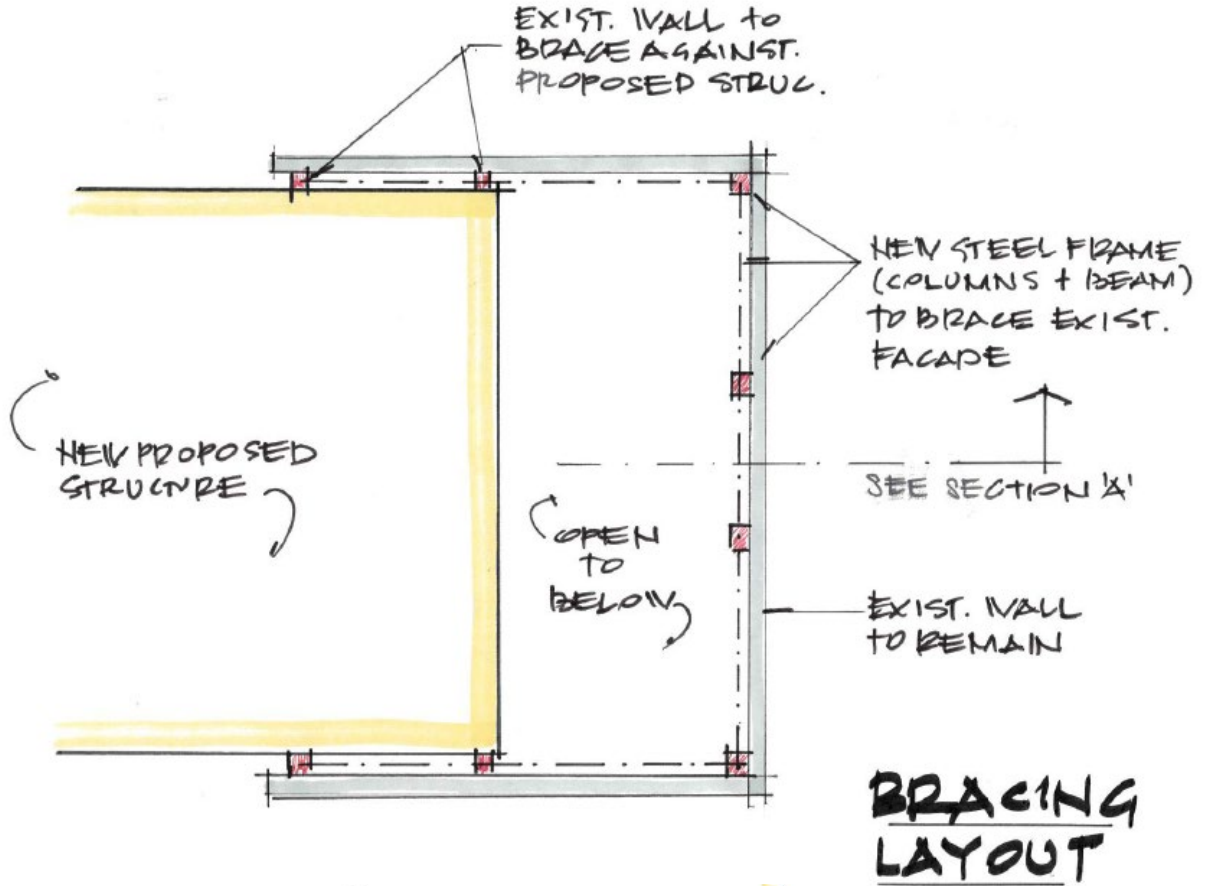 EXIST. WALL TO
BRACE AGAINST.
PROPOSED STRUC.
NEW STEEL FRAME
(COLUMNS + BEAM)
TO BRACE EXIST.
FACADE
NEW PROPOSED
STRUCTURE
SEE SECTION 'A'
OPEN
TO
BELOW
EXIST. WALL
TO REMAIN
BRACING
LAYOUT